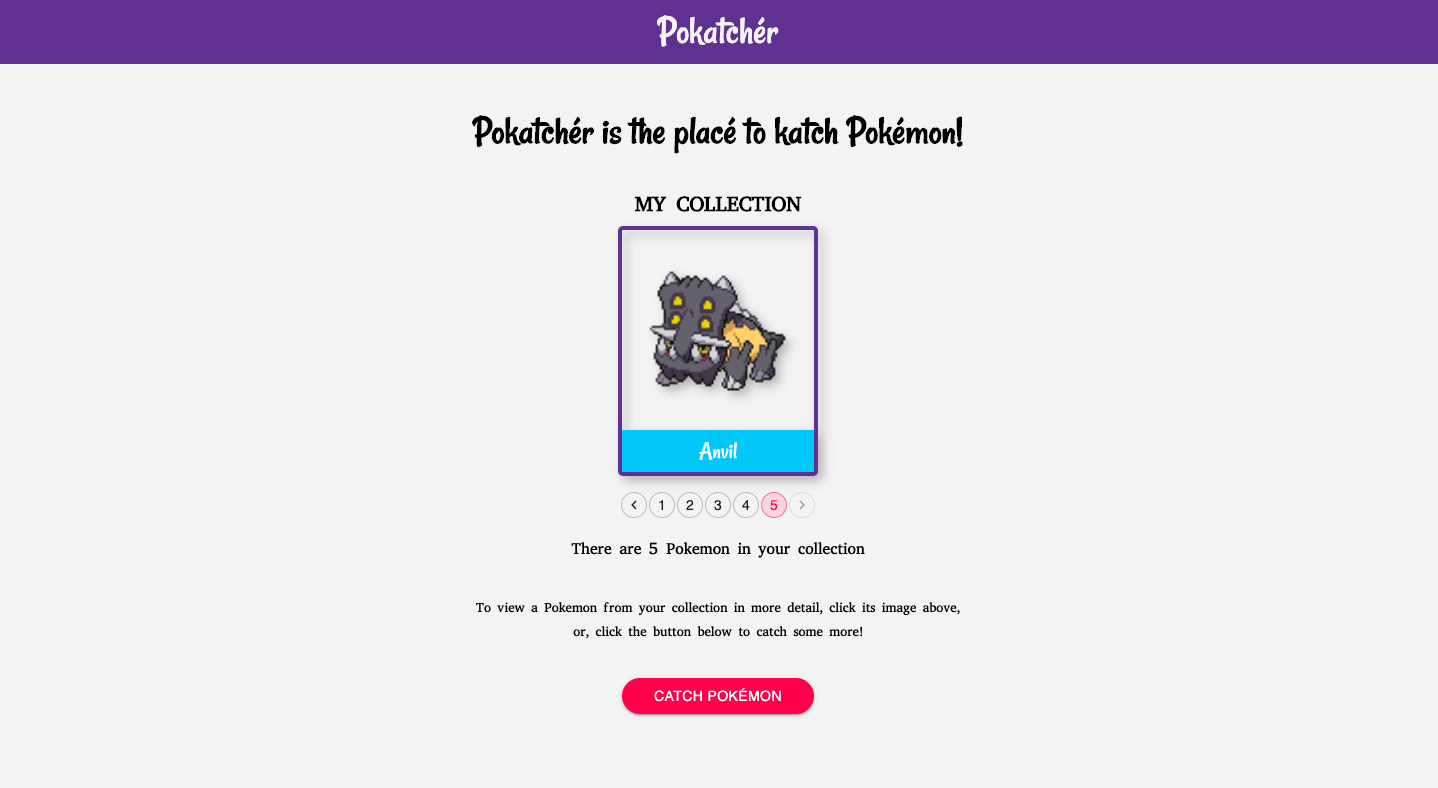 Pokatchér
Pokatchér is the placé to katch Pokémon!
MY COLLECTION
Anvil
1 2 3 4 5
There are 5 Pokemon in your collection
To view a Pokemon from your collection in more detail, click its image above,
or, click the button below to catch some more!
CATCH POKÉMON